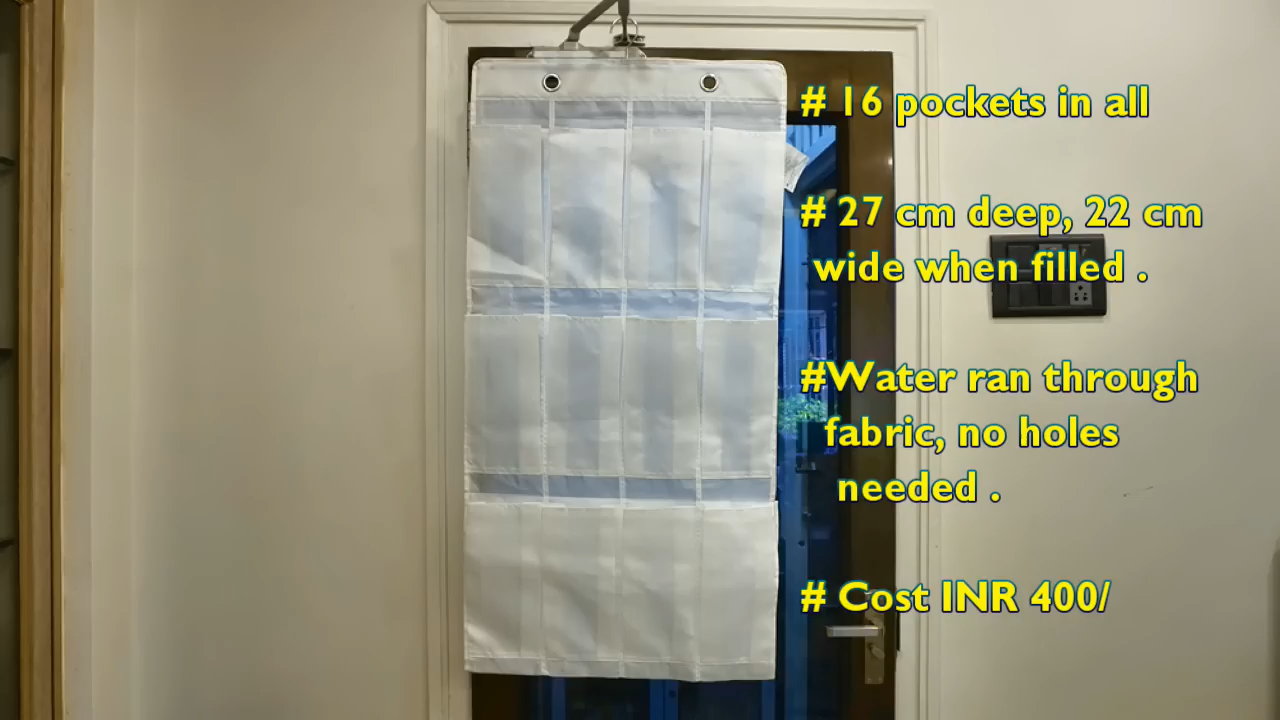 # 16 pockets in all
# 27 cm deep, 22 cm
wide when filled .
#Water ran through
fabric, no holes
needed .
# Cost INR 400/